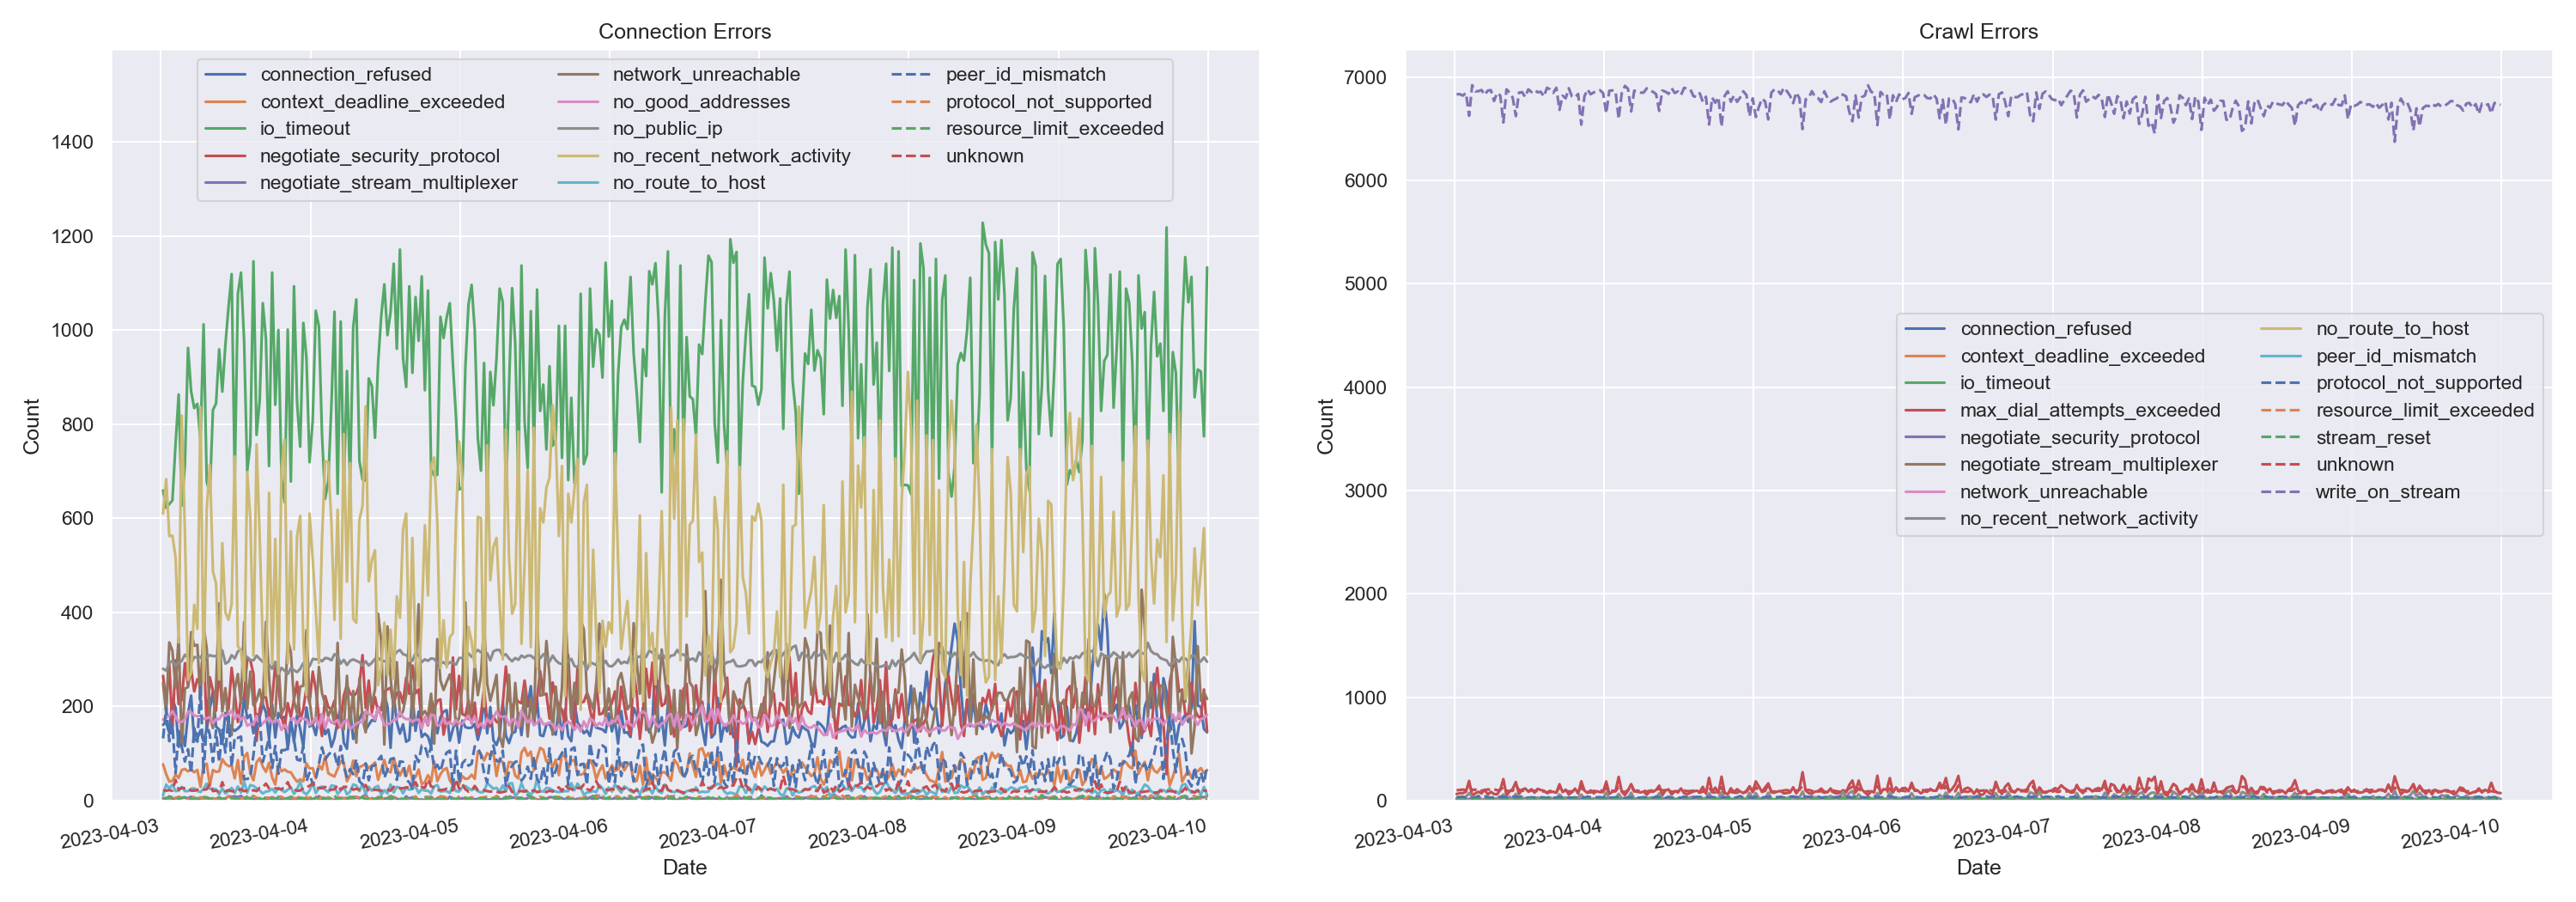 Connection Errors
connection_refused
context_deadline_exceeded
io_timeout
negotiate_security_protocol
negotiate_stream_multiplexer
network_unreachable
no_good_addresses
no_public_ip
no_recent_network_activity
no_route_to_host
peer_id_mismatch
protocol_not_supported
resource_limit_exceeded
unknown
Count
1400
1200
1000
800
600
400
200
0
2023-04-03
2023-04-04
2023-04-05
2023-04-06
2023-04-07
2023-04-08
2023-04-09
2023-04-10
Date
Crawl Errors
Count
7000
6000
5000
4000
3000
2000
1000
0
connection_refused
context_deadline_exceeded
io_timeout
max_dial_attempts_exceeded
negotiate_security_protocol
negotiate_stream_multiplexer
network_unreachable
no_recent_network_activity
no_route_to_host
peer_id_mismatch
protocol_not_supported
resource_limit_exceeded
stream_reset
unknown
write_on_stream
2023-04-03
2023-04-04
2023-04-05
2023-04-06
2023-04-07
2023-04-08
2023-04-09
2023-04-10
Date